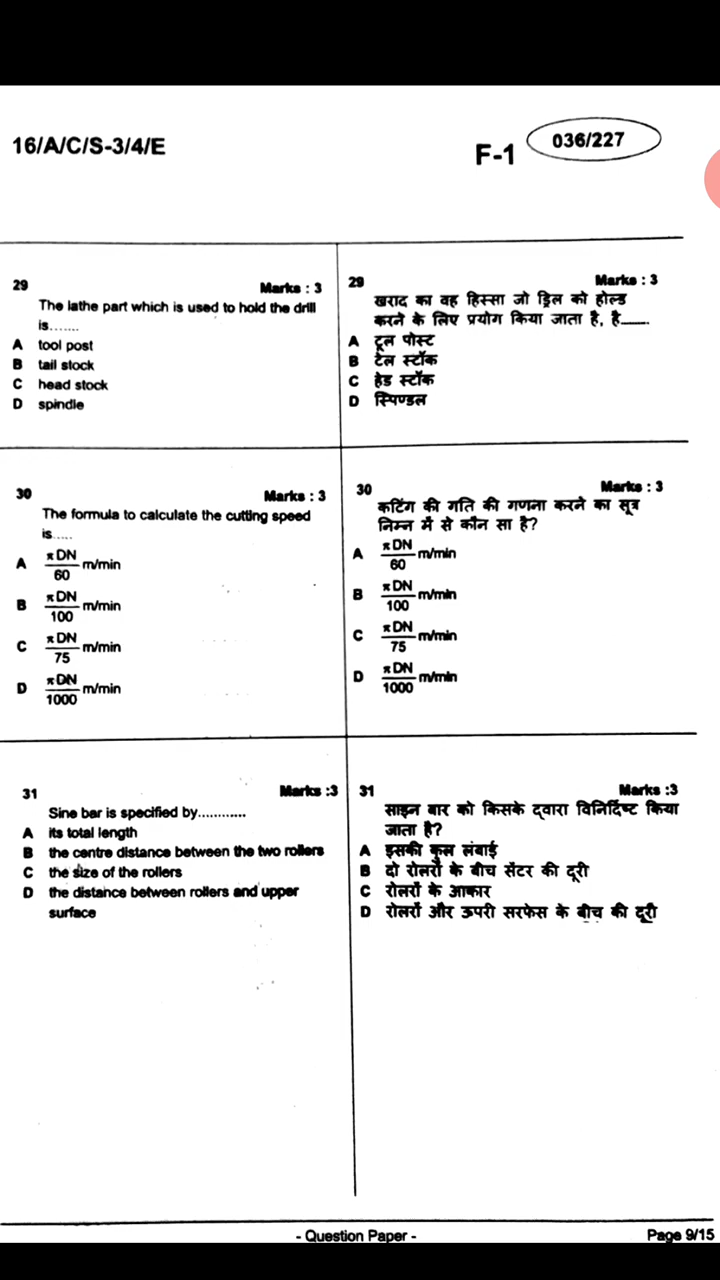 16/A/C/S-3/4/E
F-1
036/227
29
Marks : 3
The lathe part which is used to hold the drill
is.......
A tool post
B tail stock
C head stock
D spindle
29
Marks : 3
खराद का वह हिस्सा जो ड्रिल को होल्ड
करने के लिए प्रयोग किया जाता है, है.......
A टूल पोस्ट
B टेल स्टॉक
C हेड स्टॉक
D स्पिण्डल
30
Marks : 3
The formula to calculate the cutting speed
is.....
A πDN/60 m/min
B πDN/100 m/min
C πDN/75 m/min
D πDN/1000 m/min
30
Marks : 3
कटिंग की गति की गणना करने का सूत्र
निम्न में से कौन सा है?
A πDN/60 m/min
B πDN/100 m/min
C πDN/75 m/min
D πDN/1000 m/min
31
Marks :3
Sine bar is specified by............
A its total length
B the centre distance between the two rollers
C the size of the rollers
D the distance between rollers and upper
surface
31
Marks :3
साइन बार को किसके द्वारा विनिर्दिष्ट किया
जाता है?
A इसकी कुल लंबाई
B दो रोलरों के बीच सेंटर की दूरी
C रोलरों के आकार
D रोलरों और ऊपरी सरफेस के बीच की दूरी
- Question Paper -
Page 9/15